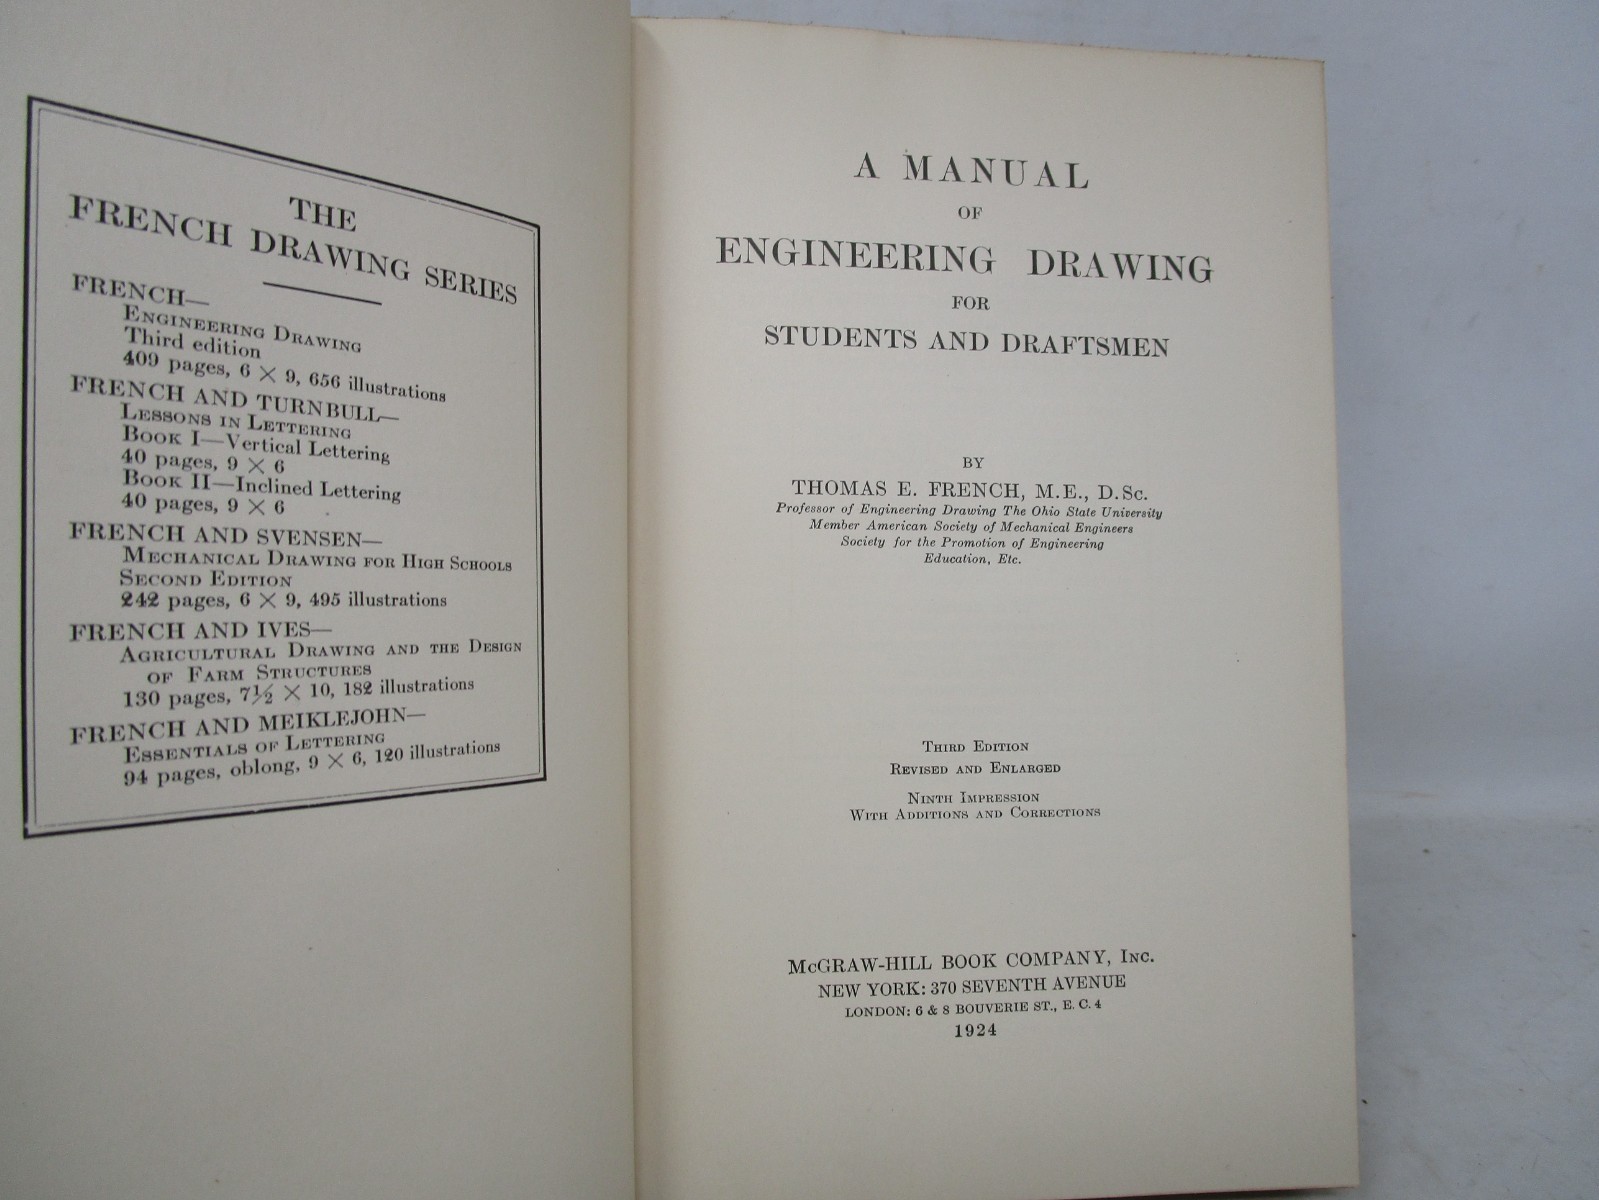 THE
FRENCH DRAWING SERIES
FRENCH—
ENGINEERING DRAWING
Third edition
409 pages, 6 × 9, 656 illustrations
FRENCH AND TURNBULL—
LESSONS IN LETTERING
BOOK I—Vertical Lettering
40 pages, 9 × 6
BOOK II—Inclined Lettering
40 pages, 9 × 6
FRENCH AND SVENSEN—
MECHANICAL DRAWING FOR HIGH SCHOOLS
SECOND EDITION
242 pages, 6 × 9, 495 illustrations
FRENCH AND IVES—
AGRICULTURAL DRAWING AND THE DESIGN
OF FARM STRUCTURES
130 pages, 7½ × 10, 182 illustrations
FRENCH AND MEIKLEJOHN—
ESSENTIALS OF LETTERING
94 pages, oblong, 9 × 6, 120 illustrations
A MANUAL
OF
ENGINEERING DRAWING
FOR
STUDENTS AND DRAFTSMEN
BY
THOMAS E. FRENCH, M.E., D.Sc.
Professor of Engineering Drawing The Ohio State University
Member American Society of Mechanical Engineers
Society for the Promotion of Engineering
Education, Etc.
THIRD EDITION
REVISED AND ENLARGED
NINTH IMPRESSION
WITH ADDITIONS AND CORRECTIONS
McGRAW-HILL BOOK COMPANY, INC.
NEW YORK: 370 SEVENTH AVENUE
LONDON: 6 & 8 BOUVERIE ST., E. C. 4
1924